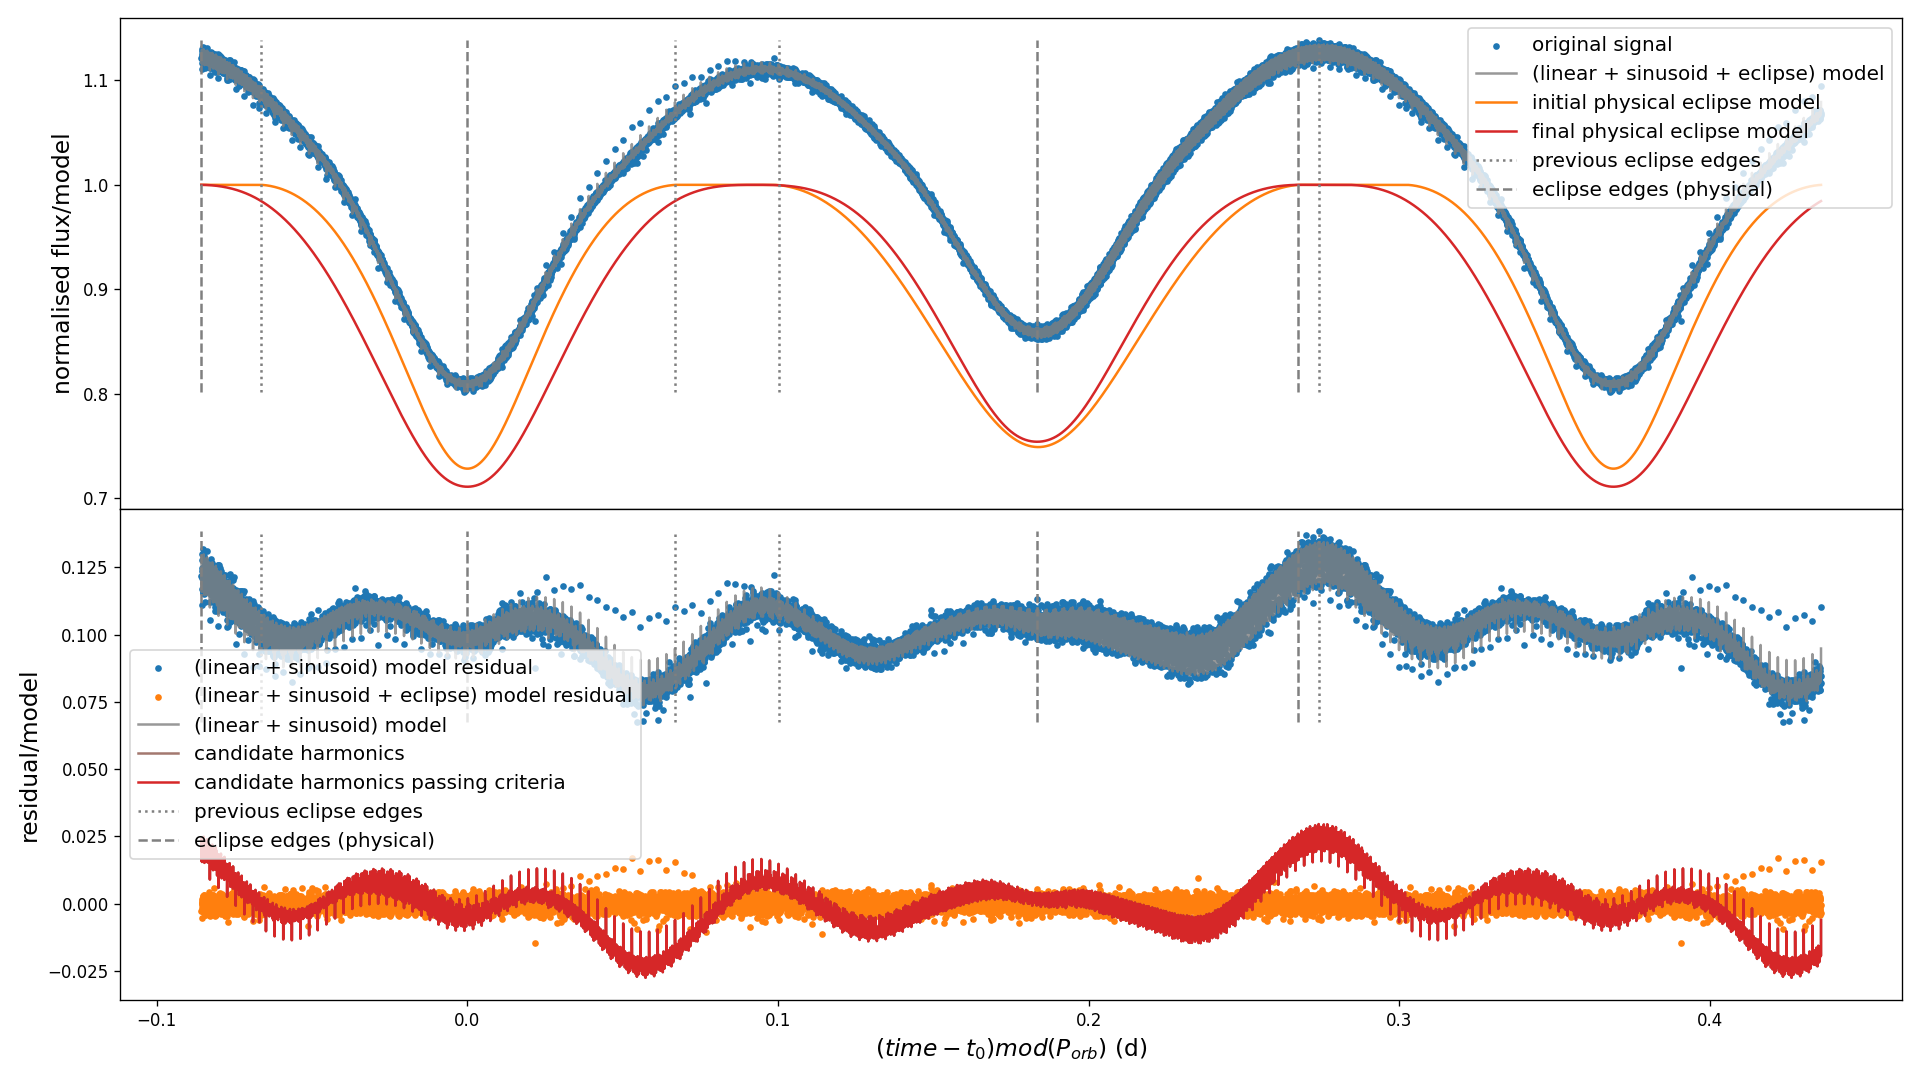 normalised flux/model
1.1
1.0
0.9
0.8
0.7
original signal
(linear + sinusoid + eclipse) model
initial physical eclipse model
final physical eclipse model
previous eclipse edges
eclipse edges (physical)
residual/model
0.125
0.100
0.075
0.050
0.025
0.000
−0.025
(linear + sinusoid) model residual
(linear + sinusoid + eclipse) model residual
(linear + sinusoid) model
candidate harmonics
candidate harmonics passing criteria
previous eclipse edges
eclipse edges (physical)
−0.1 0.0 0.1 0.2 0.3 0.4
(time − t₀)mod(P_orb) (d)